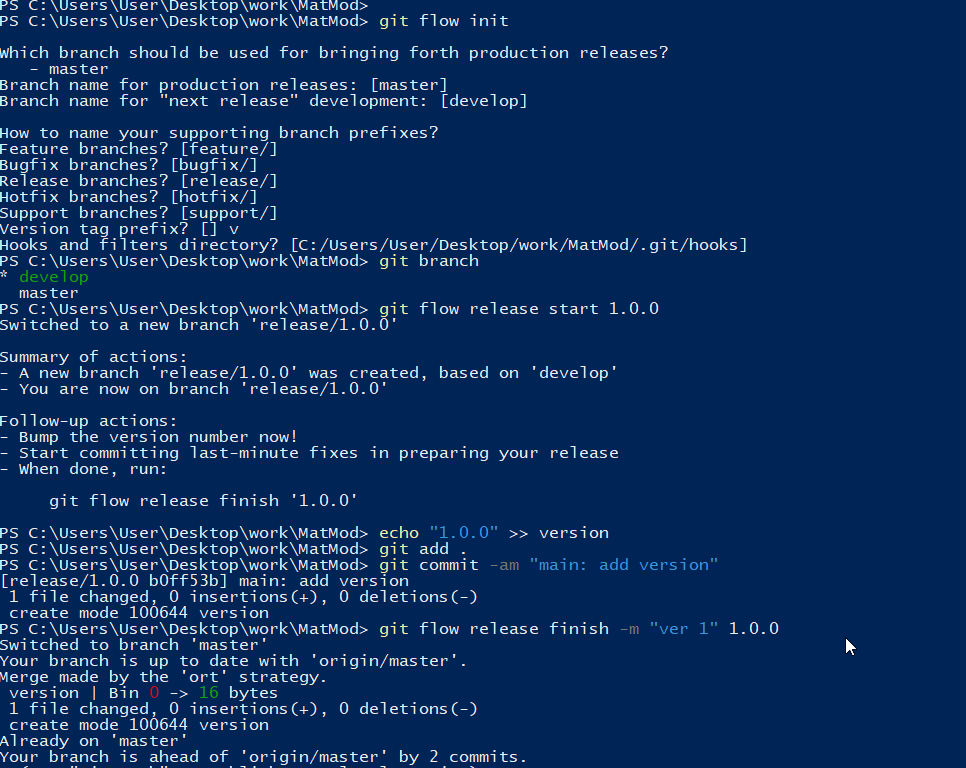 PS C:\Users\User\Desktop\work\MatMod>
PS C:\Users\User\Desktop\work\MatMod> git flow init
Which branch should be used for bringing forth production releases?
- master
Branch name for production releases: [master]
Branch name for "next release" development: [develop]
How to name your supporting branch prefixes?
Feature branches? [feature/]
Bugfix branches? [bugfix/]
Release branches? [release/]
Hotfix branches? [hotfix/]
Support branches? [support/]
Version tag prefix? [] v
Hooks and filters directory? [C:/Users/User/Desktop/work/MatMod/.git/hooks]
PS C:\Users\User\Desktop\work\MatMod> git branch
* develop
master
PS C:\Users\User\Desktop\work\MatMod> git flow release start 1.0.0
Switched to a new branch 'release/1.0.0'
Summary of actions:
- A new branch 'release/1.0.0' was created, based on 'develop'
- You are now on branch 'release/1.0.0'
Follow-up actions:
- Bump the version number now!
- Start committing last-minute fixes in preparing your release
- When done, run:
git flow release finish '1.0.0'
PS C:\Users\User\Desktop\work\MatMod> echo "1.0.0" >> version
PS C:\Users\User\Desktop\work\MatMod> git add .
PS C:\Users\User\Desktop\work\MatMod> git commit -am "main: add version"
[release/1.0.0 b0ff53b] main: add version
1 file changed, 0 insertions(+), 0 deletions(-)
create mode 100644 version
PS C:\Users\User\Desktop\work\MatMod> git flow release finish -m "ver 1" 1.0.0
Switched to branch 'master'
Your branch is up to date with 'origin/master'.
Merge made by the 'ort' strategy.
version | Bin 0 -> 16 bytes
1 file changed, 0 insertions(+), 0 deletions(-)
create mode 100644 version
Already on 'master'
Your branch is ahead of 'origin/master' by 2 commits.